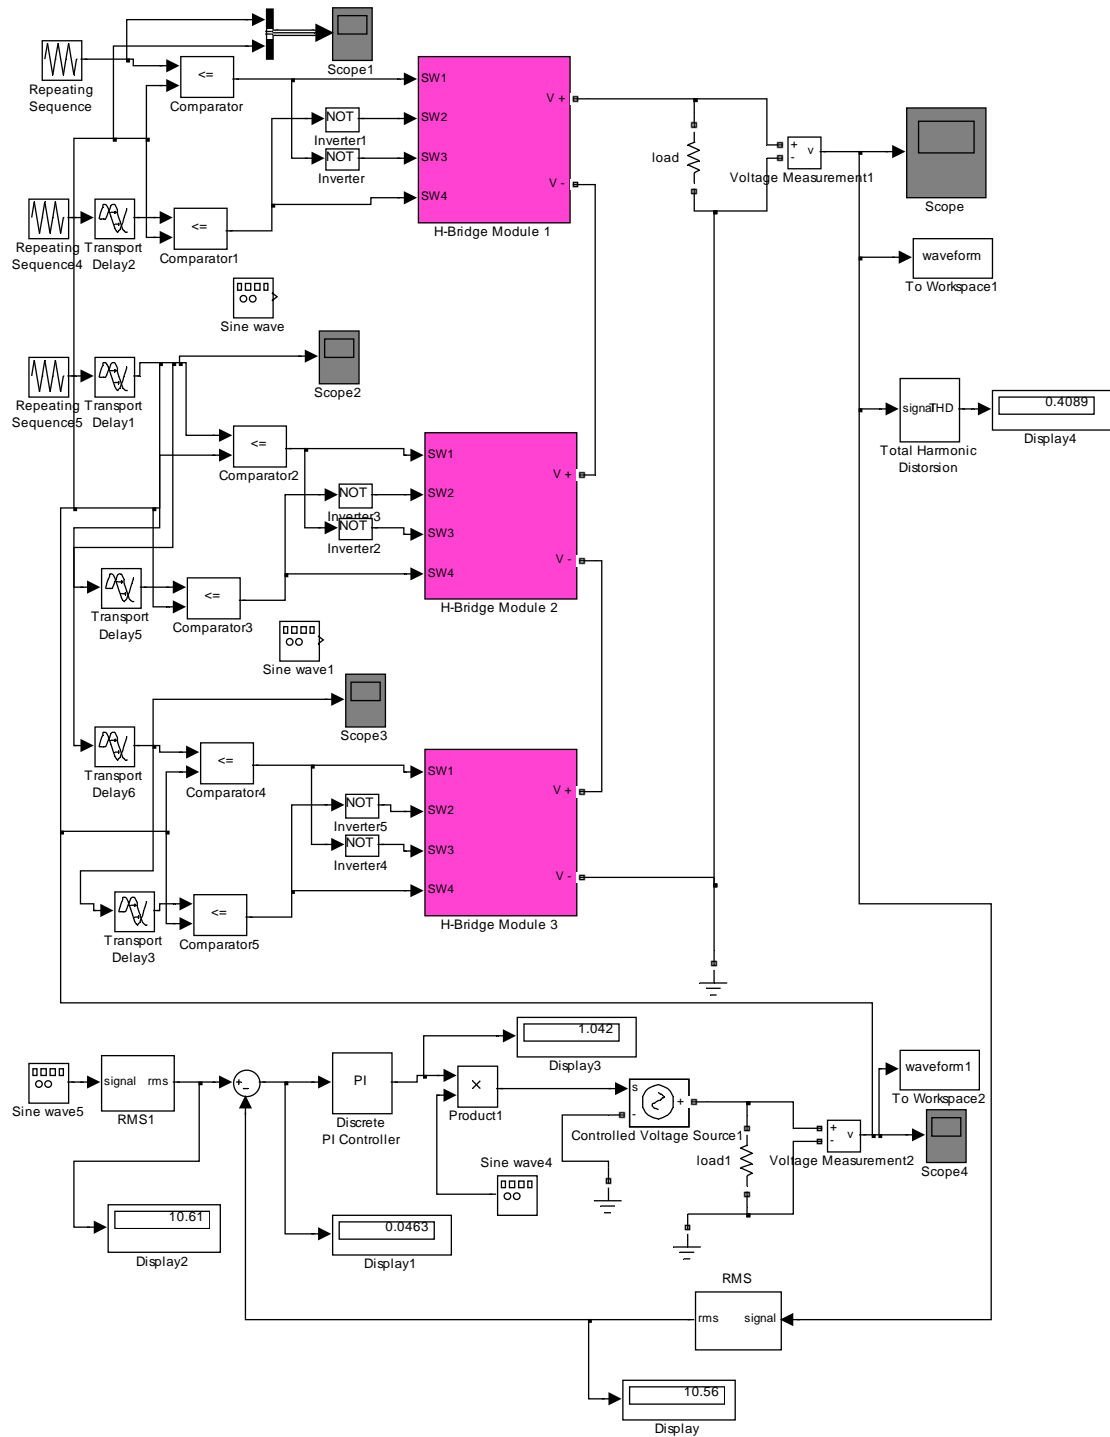 Scope1
Repeating
Sequence
<=
Comparator
SW1
SW2
SW3
SW4
V +
V -
H-Bridge Module 1
NOT
Inverter1
NOT
Inverter
load
+
-
v
Voltage Measurement1
Scope
Repeating
Sequence4
Transport
Delay2
<=
Comparator1
waveform
To Workspace1
Sine wave
Scope2
Repeating
Sequence5
Transport
Delay1
signal
THD
Total Harmonic
Distorsion
0.4089
Display4
<=
Comparator2
SW1
SW2
SW3
SW4
V +
V -
H-Bridge Module 2
NOT
Inverter3
NOT
Inverter2
Transport
Delay5
<=
Comparator3
Sine wave1
Scope3
Transport
Delay6
<=
Comparator4
SW1
SW2
SW3
SW4
V +
V -
H-Bridge Module 3
NOT
Inverter5
NOT
Inverter4
Transport
Delay3
<=
Comparator5
1.042
Display3
Sine wave5
signal rms
RMS1
+
-
PI
Discrete
PI Controller
×
Product1
s
+
-
Controlled Voltage Source1
load1
+
-
v
Voltage Measurement2
waveform1
To Workspace2
Scope4
Sine wave4
10.61
Display2
0.0463
Display1
RMS
rms signal
10.56
Display